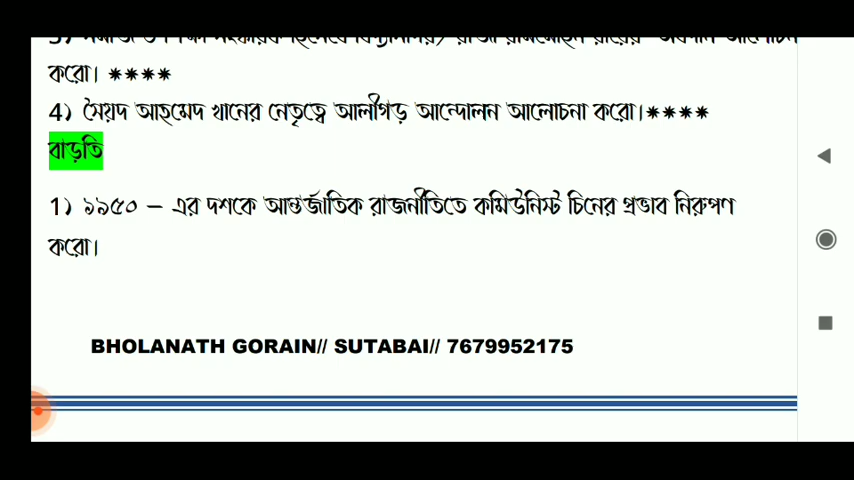 করো। ****
4) সৈয়দ আহমেদ খানের নেতৃত্বে আলীগড় আন্দোলন আলোচনা করো।****
বাড়তি
1) ১৯৫০ – এর দশকে আন্তর্জাতিক রাজনীতিতে কমিউনিস্ট চিনের প্রভাব নিরুপণ
করো।
BHOLANATH GORAIN// SUTABAI// 7679952175